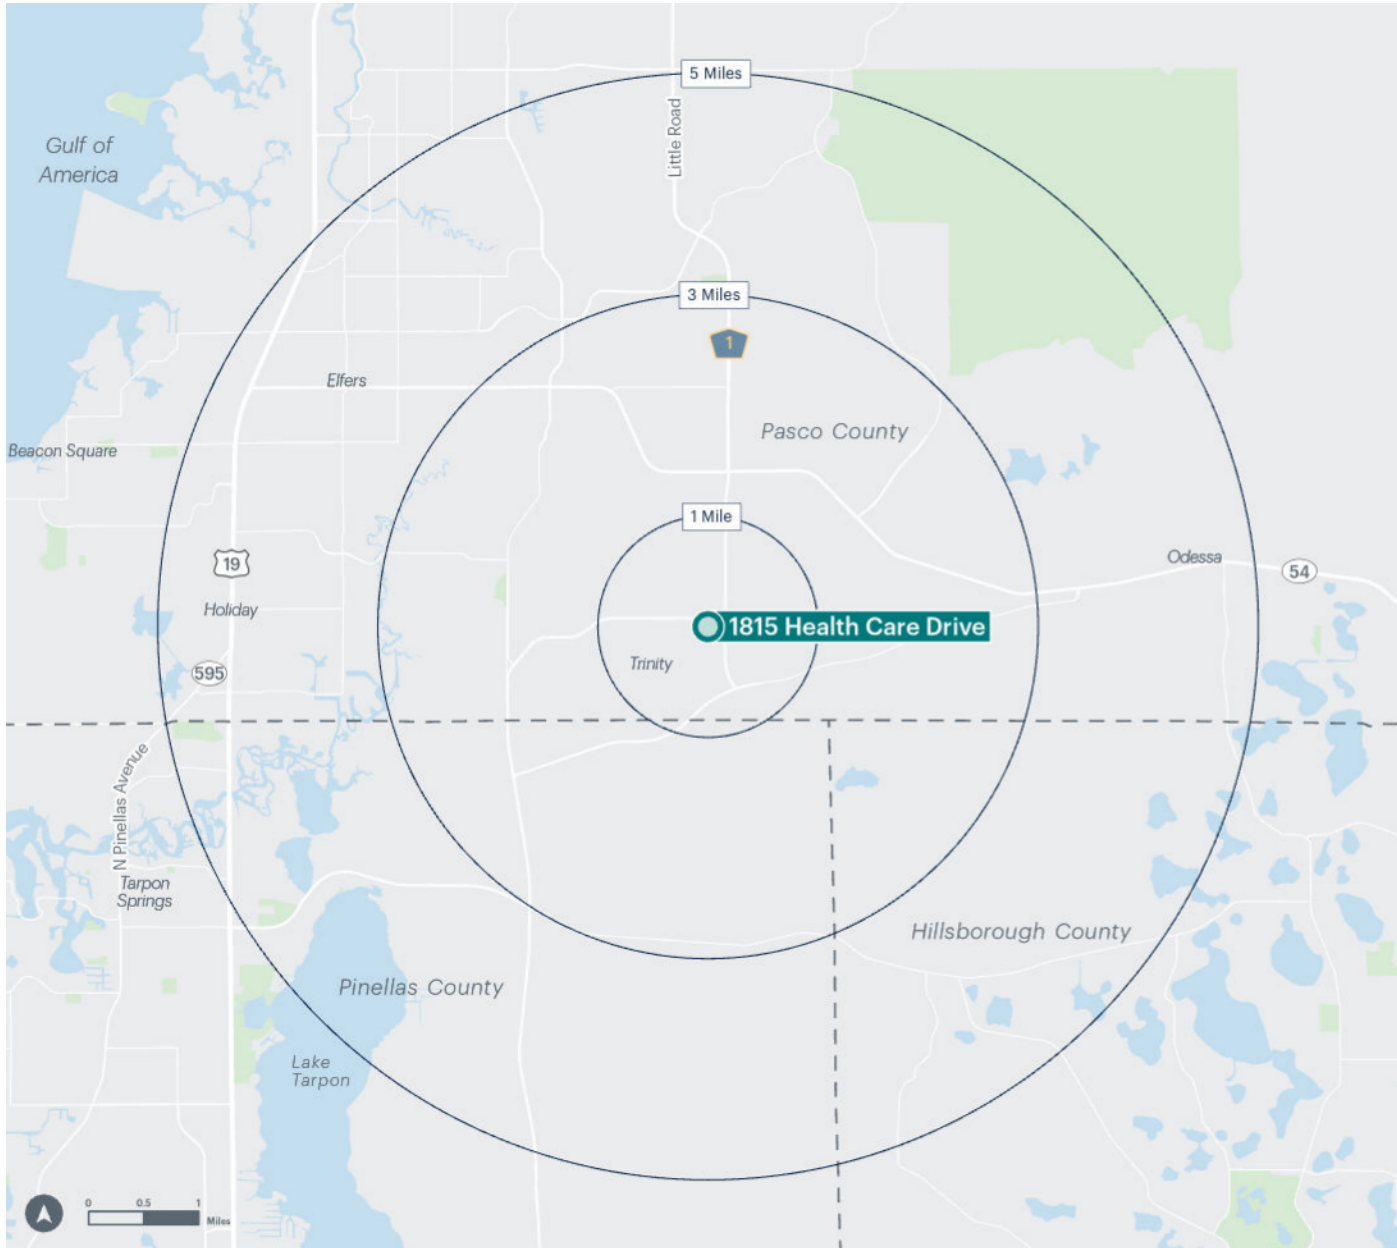 5 Miles
Little Road
Gulf of
America
3 Miles
1
Elfers
Pasco County
Beacon Square
1 Mile
19
Odessa
54
Holiday
1815 Health Care Drive
Trinity
595
N Pinellas Avenue
Tarpon
Springs
Hillsborough County
Pinellas County
Lake
Tarpon
0 0.5 1
Miles